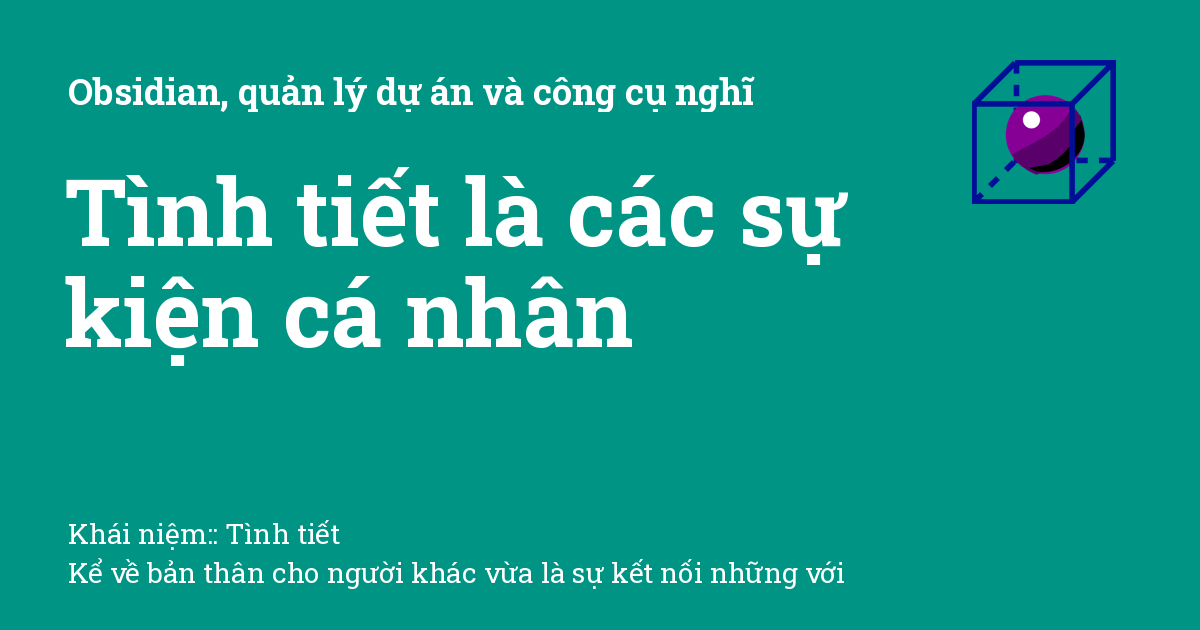 Obsidian, quản lý dự án và công cụ nghĩ
Tình tiết là các sự
kiện cá nhân
Khái niệm:: Tình tiết
Kể về bản thân cho người khác vừa là sự kết nối những với